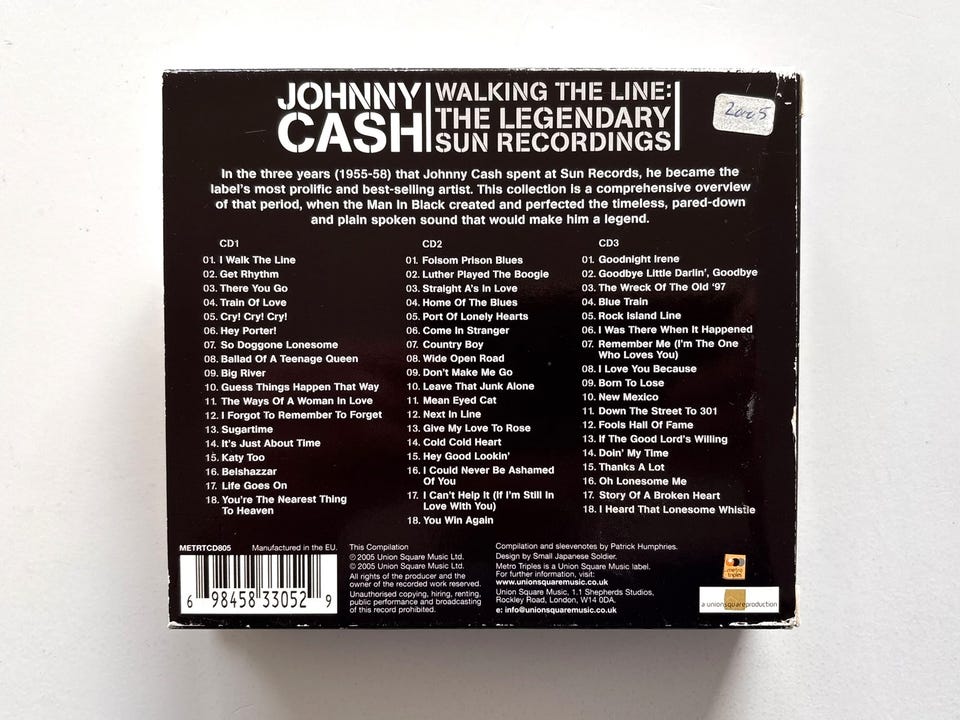 JOHNNY CASH
WALKING THE LINE:
THE LEGENDARY
SUN RECORDINGS
2005
In the three years (1955-58) that Johnny Cash spent at Sun Records, he became the
label's most prolific and best-selling artist. This collection is a comprehensive overview
of that period, when the Man In Black created and perfected the timeless, pared-down
and plain spoken sound that would make him a legend.
CD1
01. I Walk The Line
02. Get Rhythm
03. There You Go
04. Train Of Love
05. Cry! Cry! Cry!
06. Hey Porter!
07. So Doggone Lonesome
08. Ballad Of A Teenage Queen
09. Big River
10. Guess Things Happen That Way
11. The Ways Of A Woman In Love
12. I Forgot To Remember To Forget
13. Sugartime
14. It's Just About Time
15. Katy Too
16. Belshazzar
17. Life Goes On
18. You're The Nearest Thing
To Heaven
CD2
01. Folsom Prison Blues
02. Luther Played The Boogie
03. Straight A's In Love
04. Home Of The Blues
05. Port Of Lonely Hearts
06. Come In Stranger
07. Country Boy
08. Wide Open Road
09. Don't Make Me Go
10. Leave That Junk Alone
11. Mean Eyed Cat
12. Next In Line
13. Give My Love To Rose
14. Cold Cold Heart
15. Hey Good Lookin'
16. I Could Never Be Ashamed
Of You
17. I Can't Help It (If I'm Still In
Love With You)
18. You Win Again
CD3
01. Goodnight Irene
02. Goodbye Little Darlin', Goodbye
03. The Wreck Of The Old '97
04. Blue Train
05. Rock Island Line
06. I Was There When It Happened
07. Remember Me (I'm The One
Who Loves You)
08. I Love You Because
09. Born To Lose
10. New Mexico
11. Down The Street To 301
12. Fools Hall Of Fame
13. If The Good Lord's Willing
14. Doin' My Time
15. Thanks A Lot
16. Oh Lonesome Me
17. Story Of A Broken Heart
18. I Heard That Lonesome Whistle
METRTCD805 Manufactured in the EU.
6 98458 33052 9
This Compilation
℗ 2005 Union Square Music Ltd.
© 2005 Union Square Music Ltd.
All rights of the producer and the
owner of the recorded work reserved.
Unauthorised copying, hiring, renting,
public performance and broadcasting
of this record prohibited.
Compilation and sleevenotes by Patrick Humphries.
Design by Small Japanese Soldier.
Metro Triples is a Union Square Music label.
For further information, visit:
www.unionsquaremusic.co.uk
Union Square Music, 1.1 Shepherds Studios,
Rockley Road, London, W14 0DA.
e: info@unionsquaremusic.co.uk
metro
triples
a unionsquareproduction